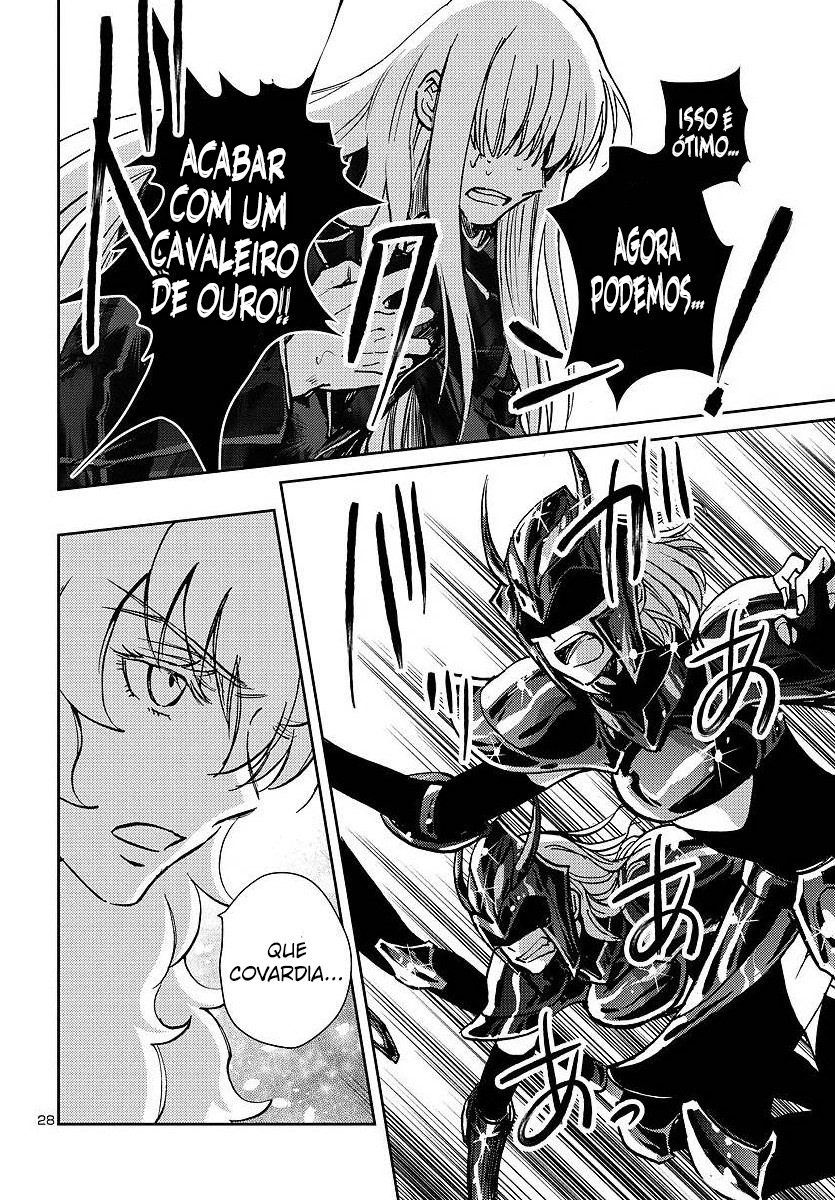 ISSO É
ÓTIMO...
AGORA
PODEMOS...
ACABAR
COM UM
CAVALEIRO
DE OURO!!
QUE
COVARDIA...
28